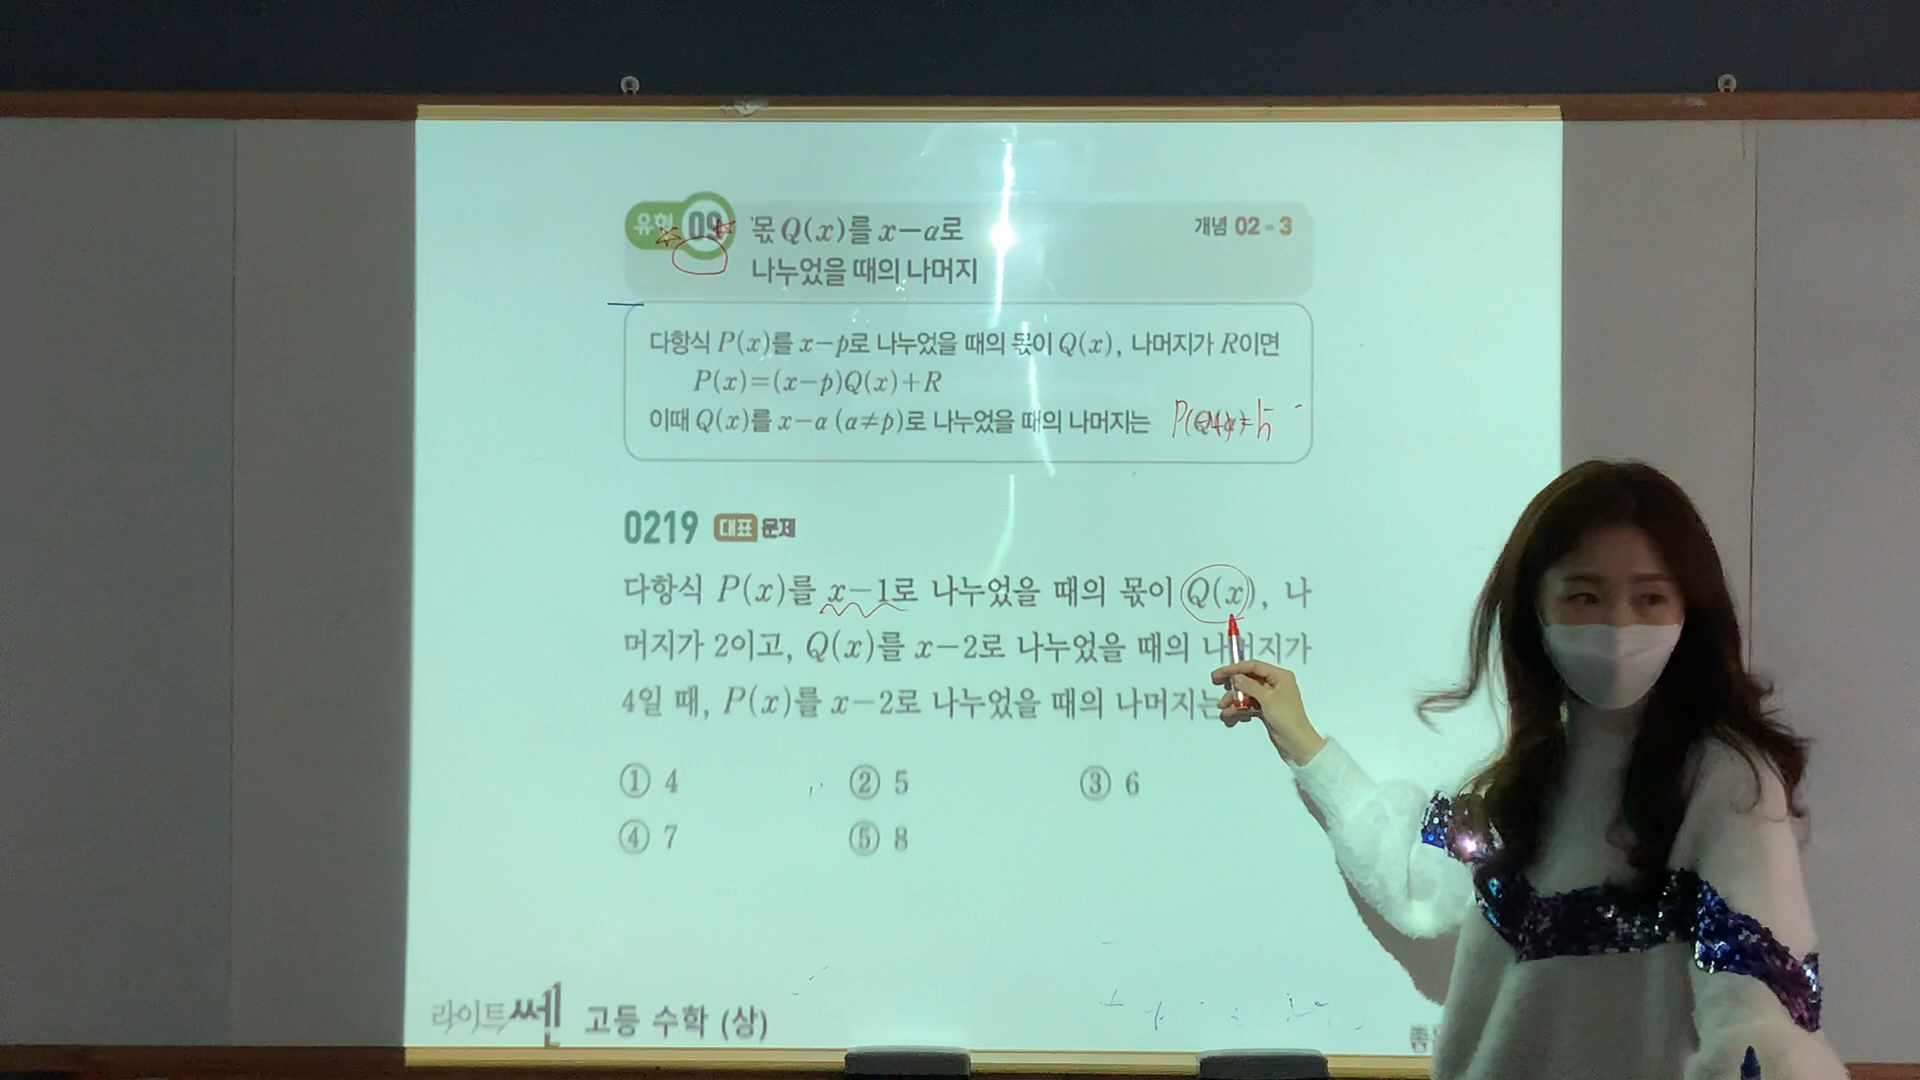 유형 09 몫 Q(x)를 x-a로 개념 02-3
나누었을 때의 나머지
다항식 P(x)를 x-p로 나누었을 때의 몫이 Q(x), 나머지가 R이면
P(x)=(x-p)Q(x)+R
이때 Q(x)를 x-a (a≠p)로 나누었을 때의 나머지는
0219 대표 문제
다항식 P(x)를 x-1로 나누었을 때의 몫이 Q(x), 나
머지가 2이고, Q(x)를 x-2로 나누었을 때의 나머지가
4일 때, P(x)를 x-2로 나누었을 때의 나머지는
① 4 ② 5 ③ 6
④ 7 ⑤ 8
라이트쎈 고등 수학 (상)